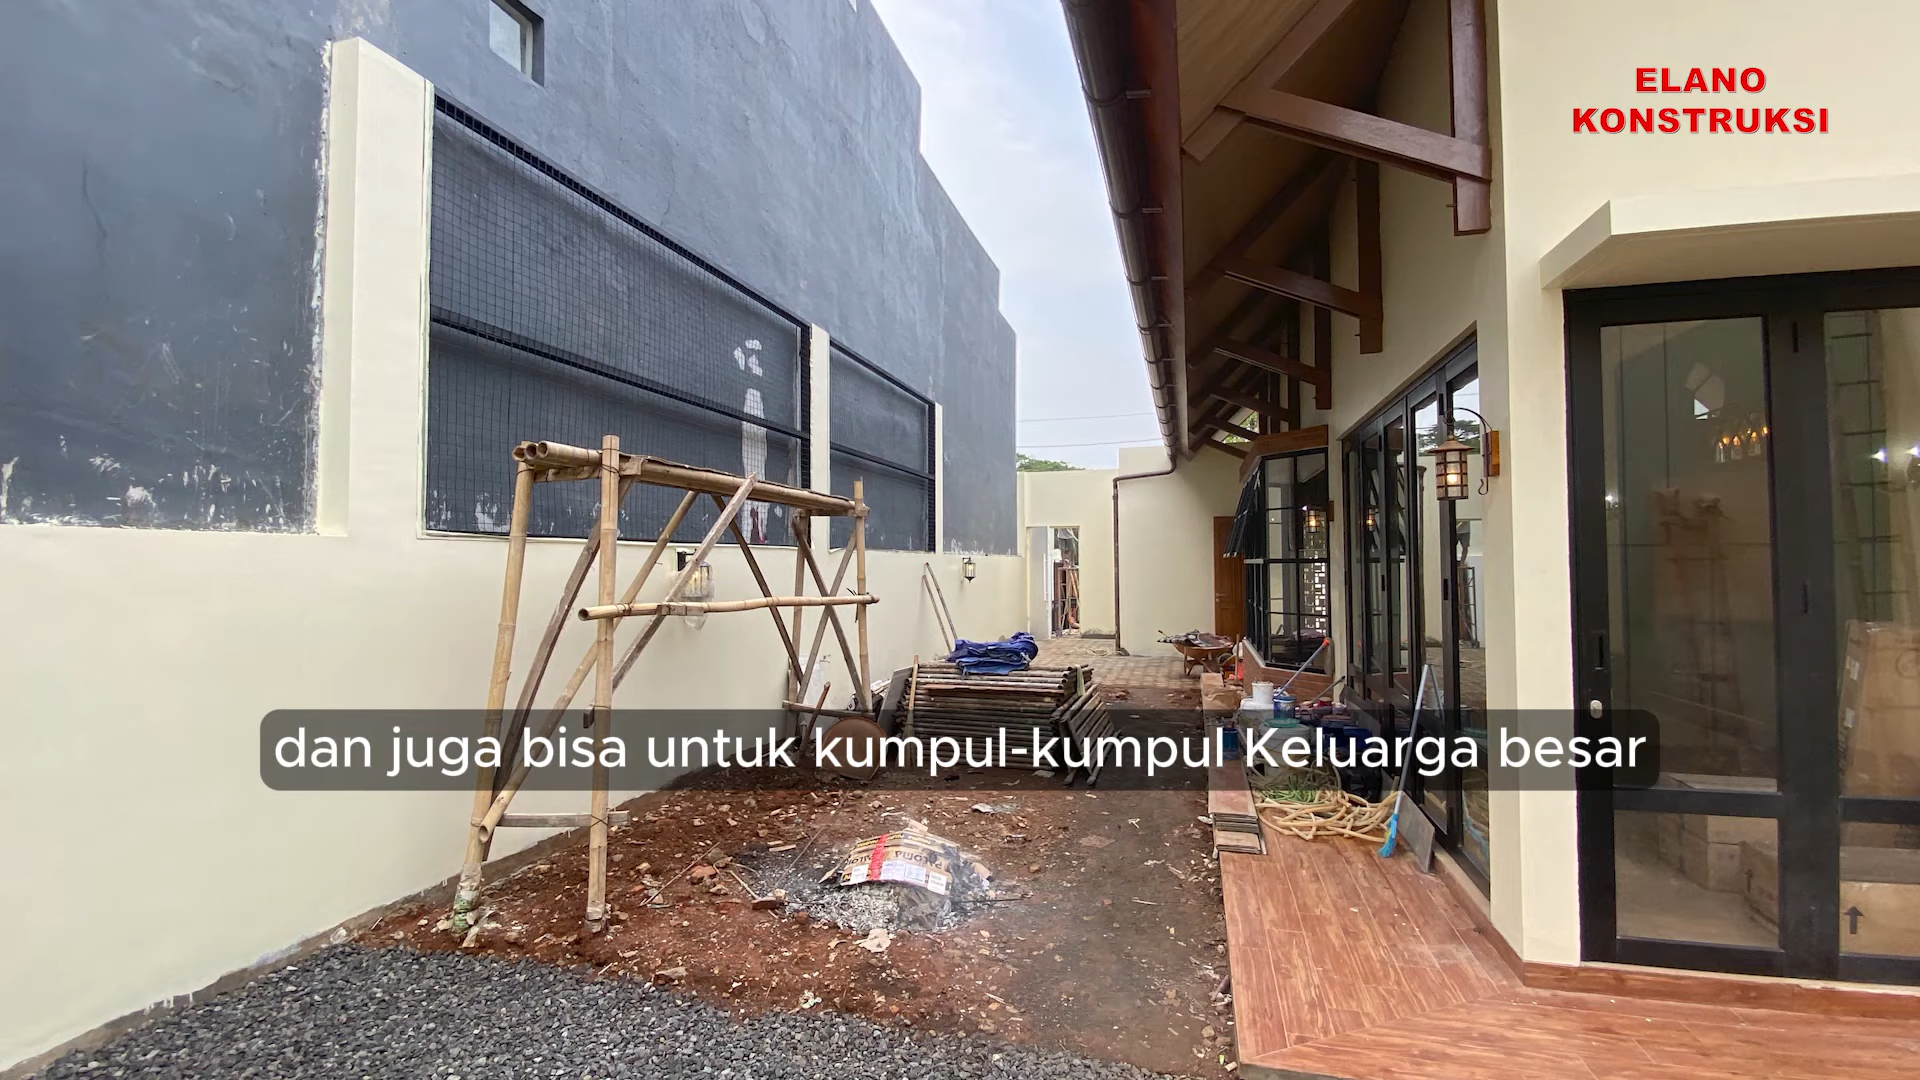 ELANO
KONSTRUKSI
dan juga bisa untuk kumpul-kumpul Keluarga besar